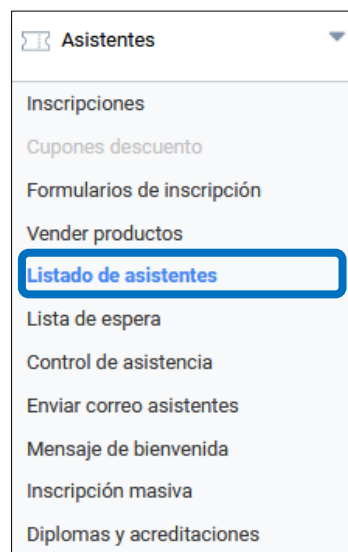 Asistentes
Inscripciones
Cupones descuento
Formularios de inscripción
Vender productos
Listado de asistentes
Lista de espera
Control de asistencia
Enviar correo asistentes
Mensaje de bienvenida
Inscripción masiva
Diplomas y acreditaciones